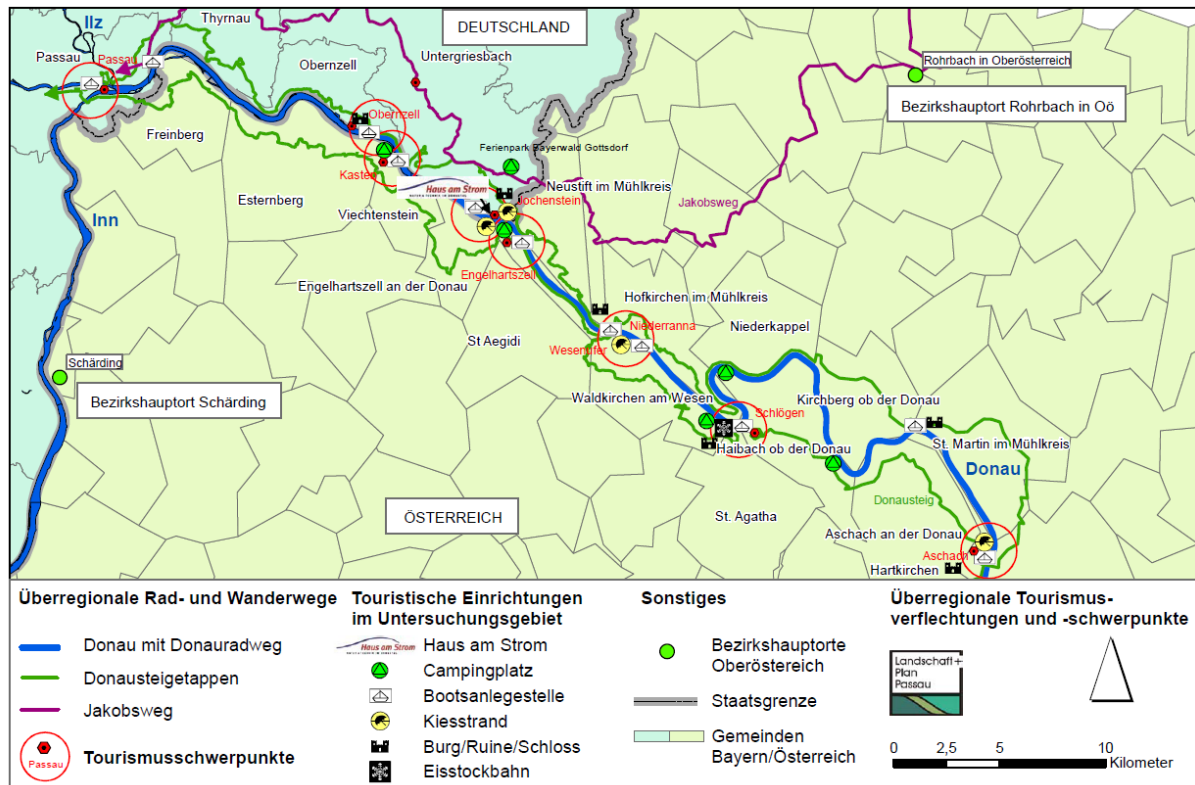 Ilz
Thyrnau
DEUTSCHLAND
Passau
Passau
Obernzell
Untergriesbach
Rohrbach in Oberösterreich
Bezirkshauptort Rohrbach in Oö
Obernzell
Freinberg
Ferienpark Bayerwald Gottsdorf
Kasten
Haus am Strom
Neustift im Mühlkreis
Jochenstein
Esternberg
Viechtenstein
Jakobsweg
Inn
Engelhartszell
Engelhartszell an der Donau
Hofkirchen im Mühlkreis
Niederranna
Niederkappel
St Aegidi
Wesenufer
Schärding
Bezirkshauptort Schärding
Waldkirchen am Wesen
Kirchberg ob der Donau
Schlögen
St. Martin im Mühlkreis
Haibach ob der Donau
Donau
Donausteig
ÖSTERREICH
St. Agatha
Aschach an der Donau
Aschach
Hartkirchen
Überregionale Rad- und Wanderwege
Donau mit Donauradweg
Donausteigetappen
Jakobsweg
Passau
Tourismusschwerpunkte
Touristische Einrichtungen
im Untersuchungsgebiet
Haus am Strom
Haus am Strom
Campingplatz
Bootsanlegestelle
Kiesstrand
Burg/Ruine/Schloss
Eisstockbahn
Sonstiges
Bezirkshauptorte
Oberöstereich
Staatsgrenze
Gemeinden
Bayern/Österreich
Überregionale Tourismus-
verflechtungen und -schwerpunkte
Landschaft+
Plan
Passau
0 2,5 5 10
Kilometer